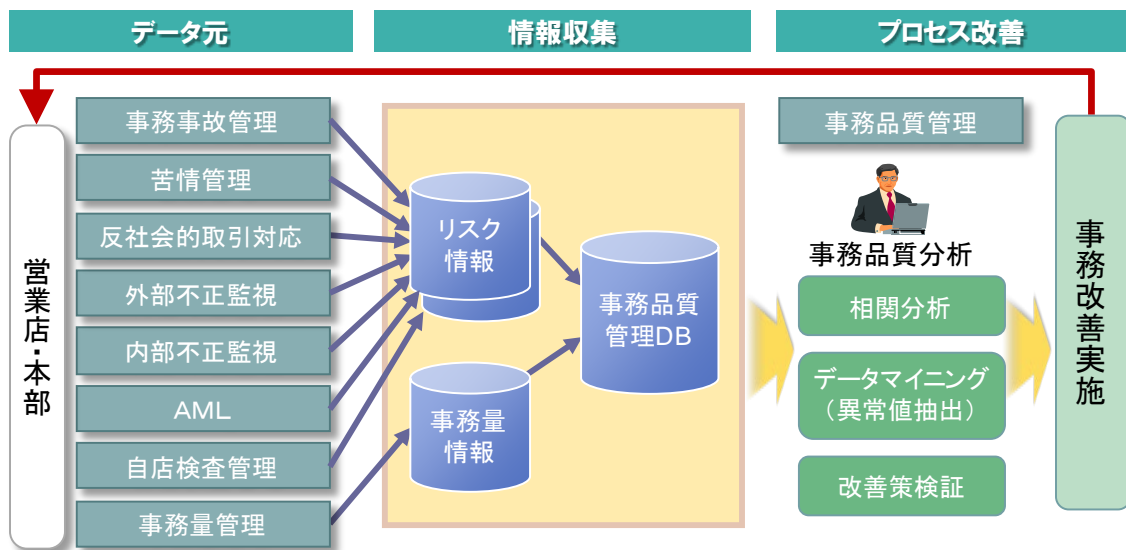 データ元
情報収集
プロセス改善
営業店・本部
事務事故管理
苦情管理
反社会的取引対応
外部不正監視
内部不正監視
AML
自店検査管理
事務量管理
リスク
情報
事務量
情報
事務品質
管理DB
事務品質管理
事務品質分析
相関分析
データマイニング
（異常値抽出）
改善策検証
事務改善実施